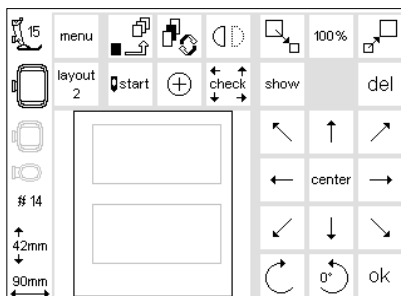 15 menu 100%
layout
2
start check show del
center
# 14
42mm
90mm
0° ok